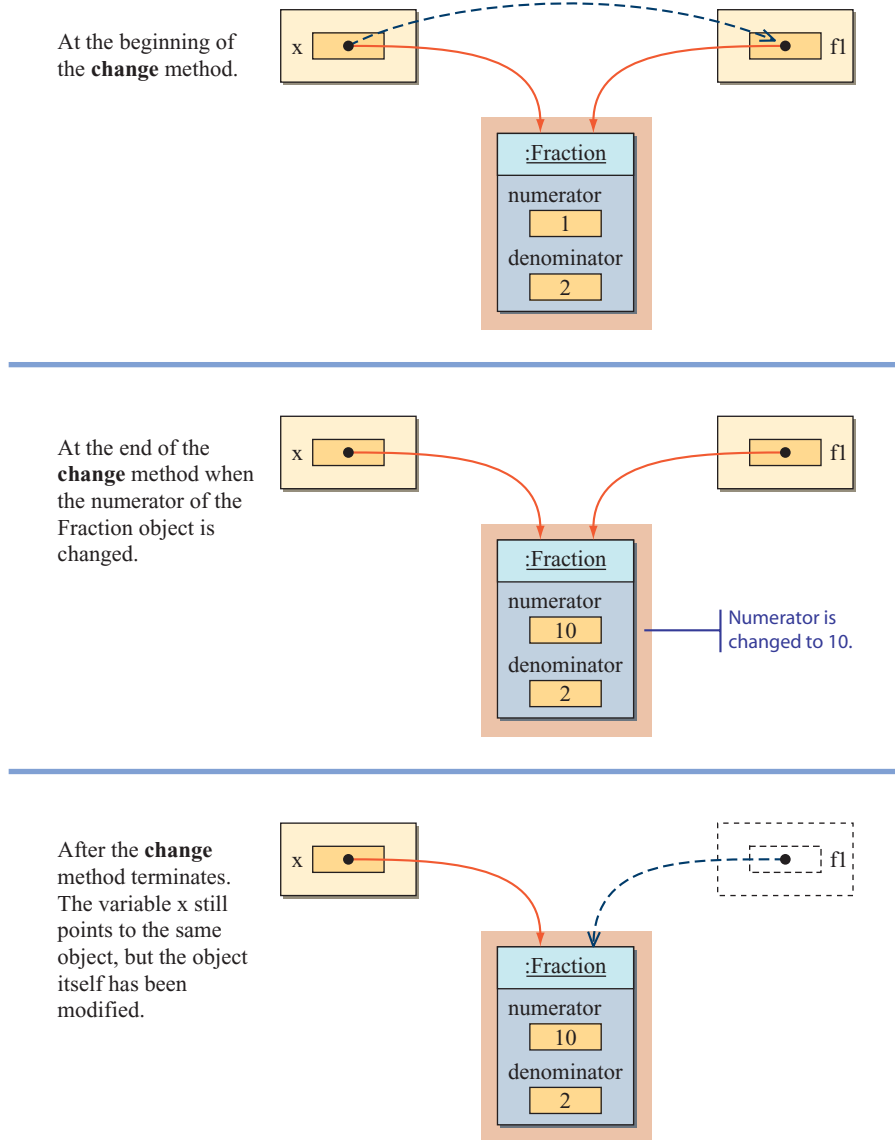 At the beginning of
the change method.
x
f1
:Fraction
numerator
1
denominator
2
At the end of the
change method when
the numerator of the
Fraction object is
changed.
x
f1
:Fraction
numerator
10
denominator
2
Numerator is
changed to 10.
After the change
method terminates.
The variable x still
points to the same
object, but the object
itself has been
modified.
x
f1
:Fraction
numerator
10
denominator
2